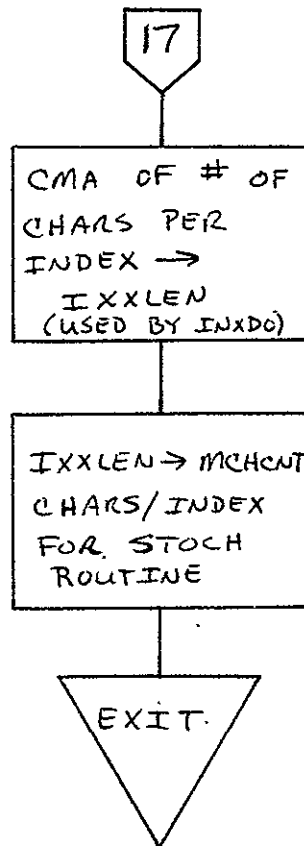 17
CMA OF # OF
CHARS PER
INDEX →
IXXLEN
(USED BY INXDO)
IXXLEN → MCHCNT
CHARS/INDEX
FOR STOCH
ROUTINE
EXIT.